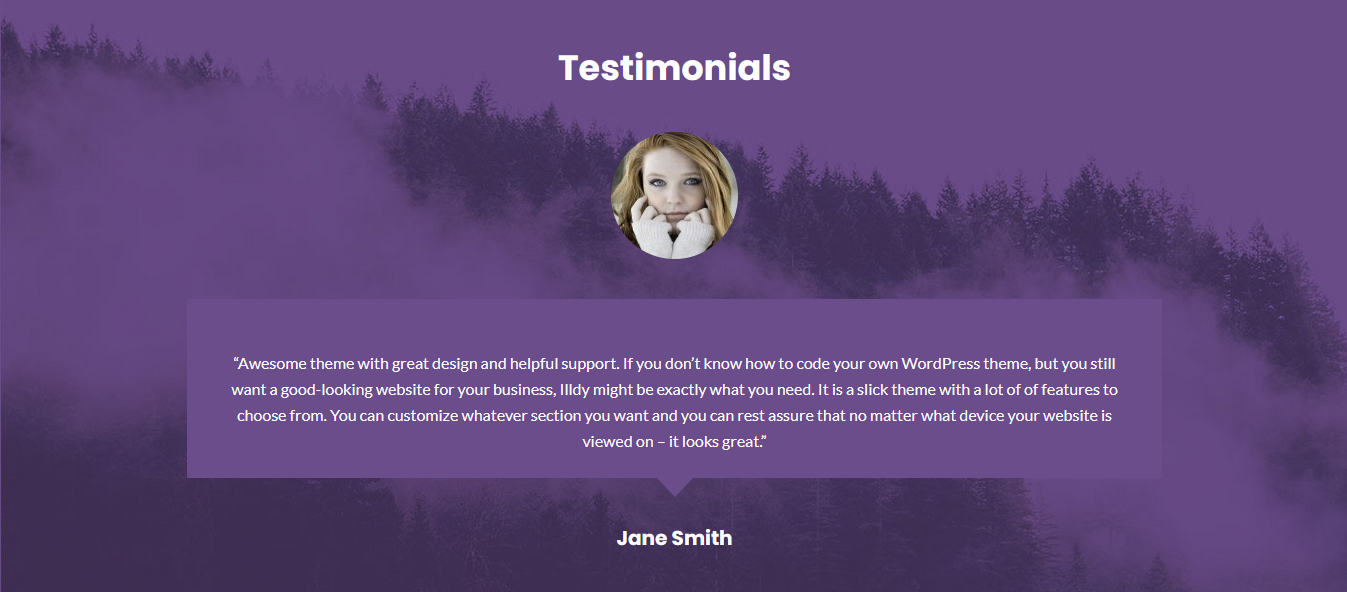 Testimonials
“Awesome theme with great design and helpful support. If you don’t know how to code your own WordPress theme, but you still
want a good-looking website for your business, Illdy might be exactly what you need. It is a slick theme with a lot of of features to
choose from. You can customize whatever section you want and you can rest assure that no matter what device your website is
viewed on – it looks great.”
Jane Smith